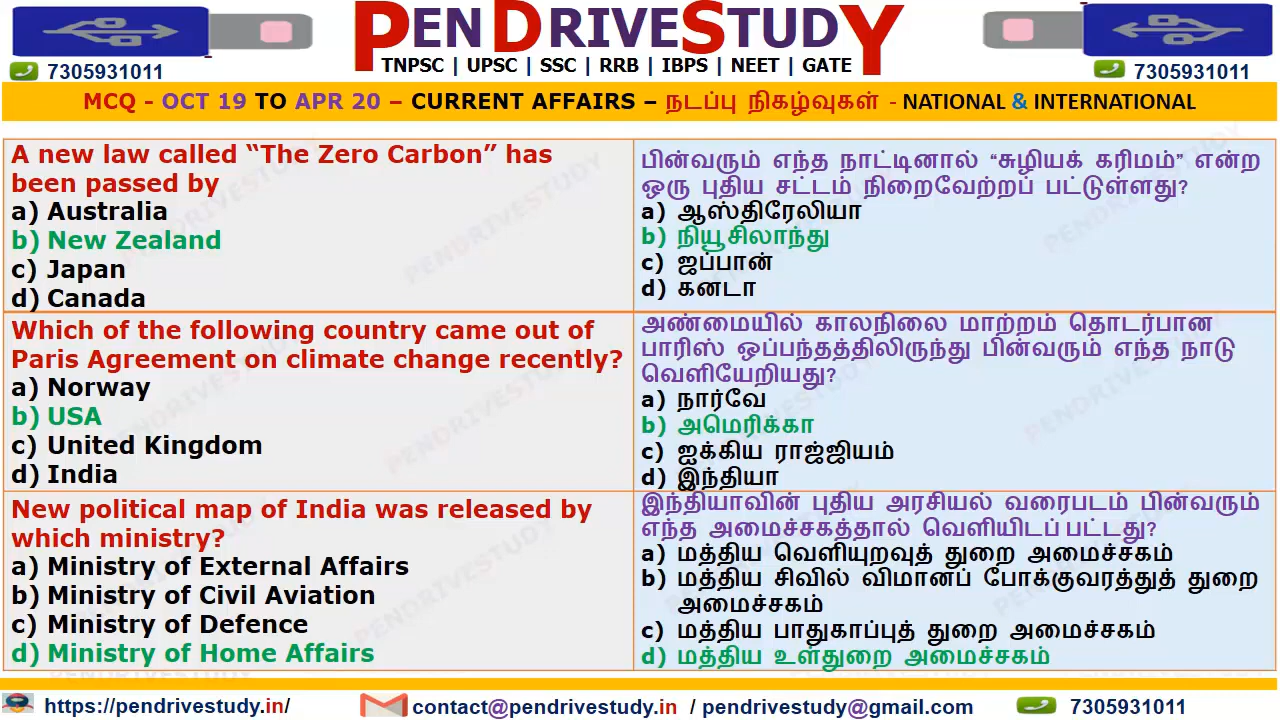 PENDRIVESTUDY
TNPSC | UPSC | SSC | RRB | IBPS | NEET | GATE
7305931011
7305931011
MCQ - OCT 19 TO APR 20 – CURRENT AFFAIRS – நடப்பு நிகழ்வுகள் - NATIONAL & INTERNATIONAL
A new law called “The Zero Carbon” has
been passed by
a) Australia
b) New Zealand
c) Japan
d) Canada
பின்வரும் எந்த நாட்டினால் “சுழியக் கரிமம்” என்ற
ஒரு புதிய சட்டம் நிறைவேற்றப் பட்டுள்ளது?
a) ஆஸ்திரேலியா
b) நியூசிலாந்து
c) ஜப்பான்
d) கனடா
Which of the following country came out of
Paris Agreement on climate change recently?
a) Norway
b) USA
c) United Kingdom
d) India
அண்மையில் காலநிலை மாற்றம் தொடர்பான
பாரிஸ் ஒப்பந்தத்திலிருந்து பின்வரும் எந்த நாடு
வெளியேறியது?
a) நார்வே
b) அமெரிக்கா
c) ஐக்கிய ராஜ்ஜியம்
d) இந்தியா
New political map of India was released by
which ministry?
a) Ministry of External Affairs
b) Ministry of Civil Aviation
c) Ministry of Defence
d) Ministry of Home Affairs
இந்தியாவின் புதிய அரசியல் வரைபடம் பின்வரும்
எந்த அமைச்சகத்தால் வெளியிடப் பட்டது?
a) மத்திய வெளியுறவுத் துறை அமைச்சகம்
b) மத்திய சிவில் விமானப் போக்குவரத்துத் துறை
அமைச்சகம்
c) மத்திய பாதுகாப்புத் துறை அமைச்சகம்
d) மத்திய உள்துறை அமைச்சகம்
https://pendrivestudy.in/
contact@pendrivestudy.in / pendrivestudy@gmail.com
7305931011